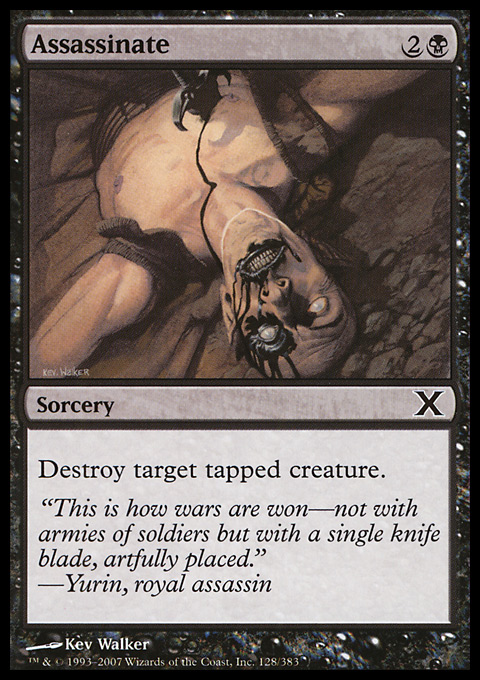 Assassinate 2
KEV. WALKER
Sorcery X
Destroy target tapped creature.
“This is how wars are won—not with
armies of soldiers but with a single knife
blade, artfully placed.”
—Yurin, royal assassin
Kev Walker
™ & © 1993–2007 Wizards of the Coast, Inc. 128/383